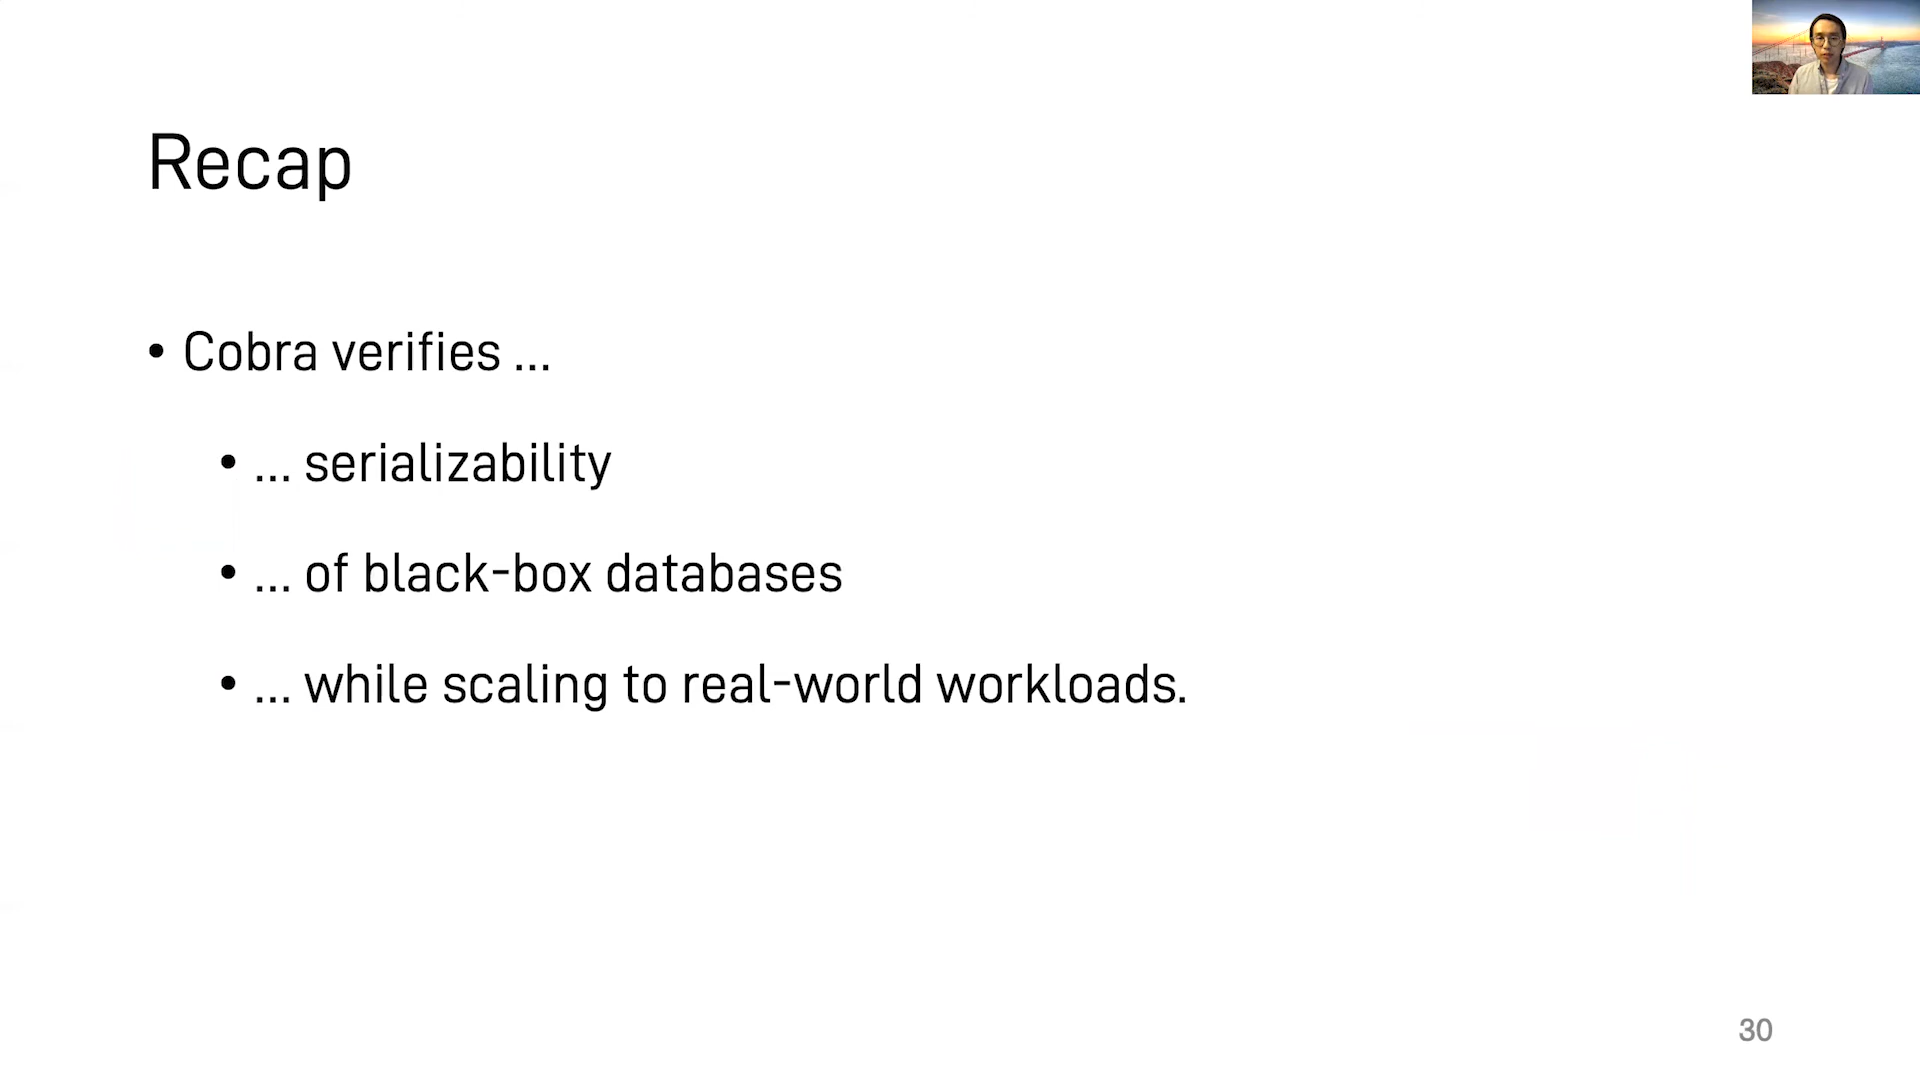 Recap
• Cobra verifies ...
• ... serializability
• ... of black-box databases
• ... while scaling to real-world workloads.
30